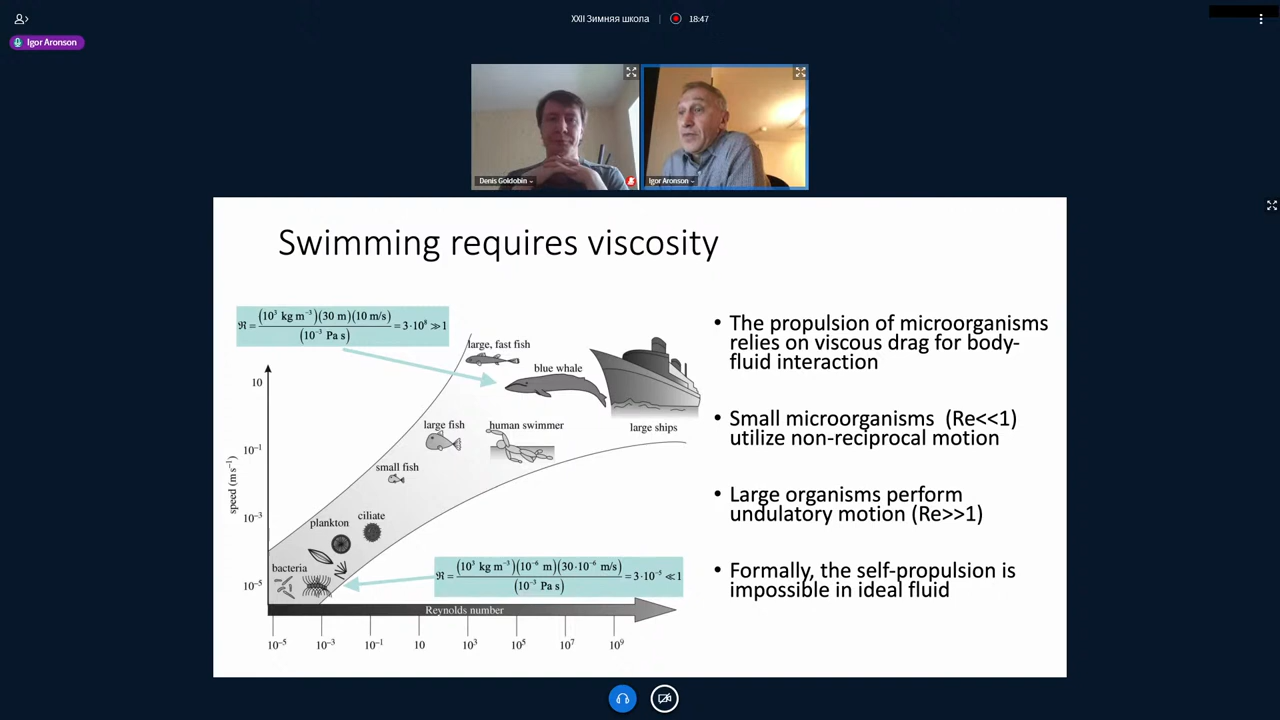 XXII Зимняя школа
18:47
Igor Aronson
Denis Goldobin
Igor Aronson
Swimming requires viscosity
ℜ = (10³ kg m⁻³)(30 m)(10 m/s) / (10⁻³ Pa s) = 3·10⁸ ≫ 1
large, fast fish
blue whale
large ships
large fish
human swimmer
small fish
ciliate
plankton
bacteria
ℜ = (10³ kg m⁻³)(10⁻⁶ m)(30·10⁻⁶ m/s) / (10⁻³ Pa s) = 3·10⁻⁵ ≪ 1
speed (m s⁻¹)
10
10⁻¹
10⁻³
10⁻⁵
Reynolds number
10⁻⁵ 10⁻³ 10⁻¹ 10 10³ 10⁵ 10⁷ 10⁹
• The propulsion of microorganisms
relies on viscous drag for body-
fluid interaction
• Small microorganisms (Re<<1)
utilize non-reciprocal motion
• Large organisms perform
undulatory motion (Re>>1)
• Formally, the self-propulsion is
impossible in ideal fluid